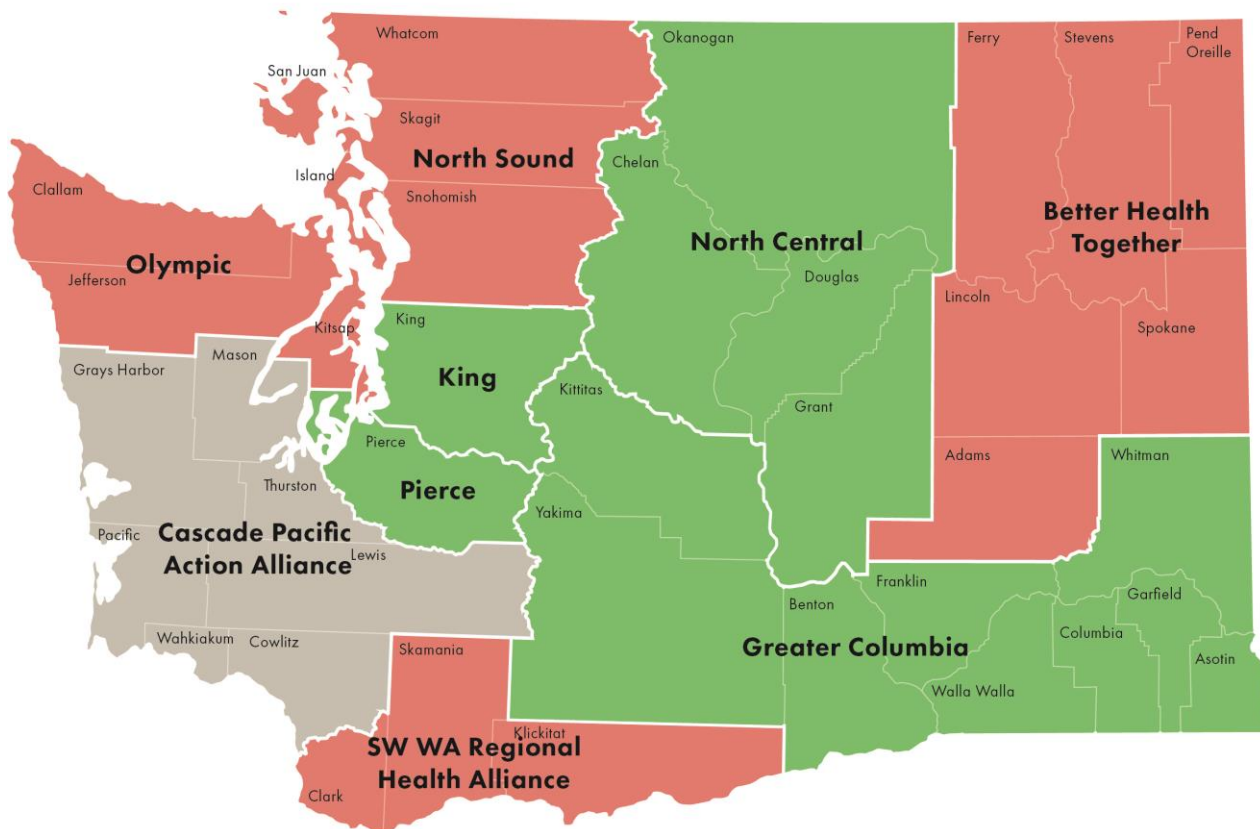 Whatcom
Okanogan
Ferry
Stevens
Pend
Oreille
San Juan
Skagit
North Sound
Chelan
Island
Clallam
Snohomish
Better Health
Together
North Central
Olympic
Jefferson
Douglas
Lincoln
King
Kitsap
Spokane
Mason
Grays Harbor
Kittitas
King
Grant
Pierce
Adams
Whitman
Thurston
Pierce
Yakima
Pacific
Cascade Pacific
Action Alliance
Lewis
Franklin
Benton
Garfield
Wahkiakum
Cowlitz
Skamania
Greater Columbia
Columbia
Asotin
Walla Walla
Klickitat
SW WA Regional
Health Alliance
Clark